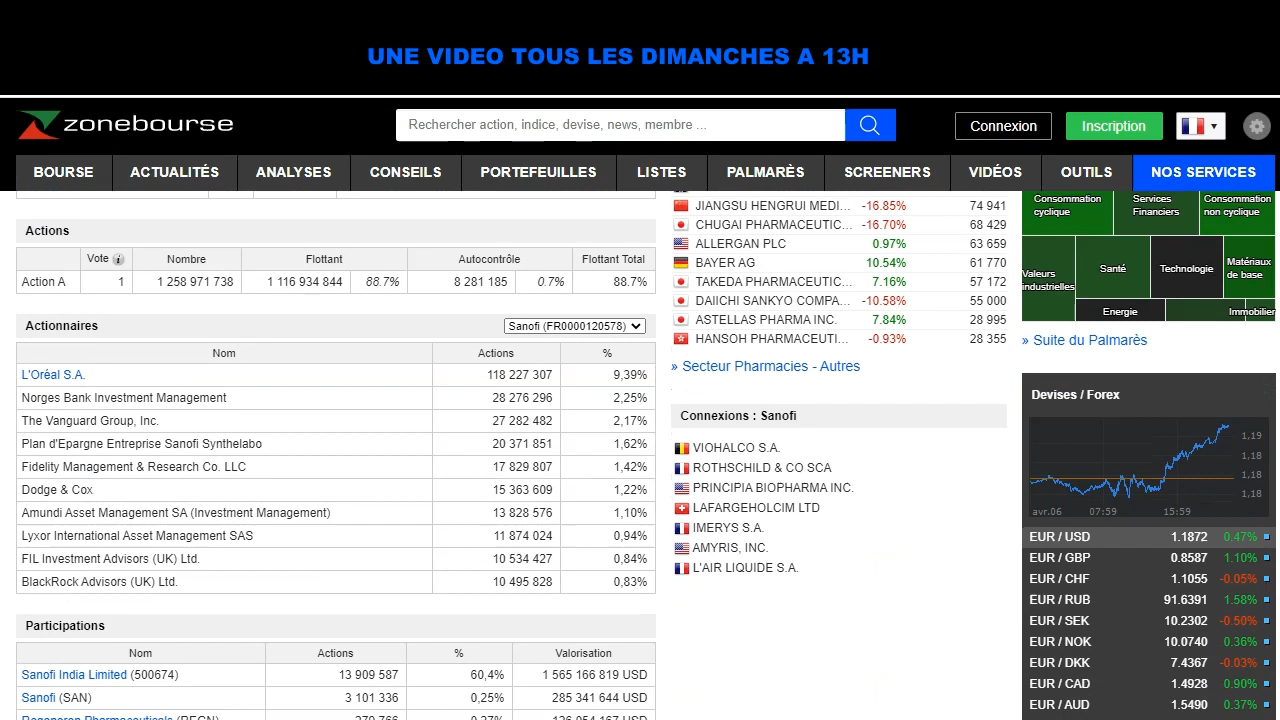 UNE VIDEO TOUS LES DIMANCHES A 13H
zonebourse
Rechercher action, indice, devise, news, membre ...
Connexion
Inscription
BOURSE ACTUALITÉS ANALYSES CONSEILS PORTEFEUILLES LISTES PALMARÈS SCREENERS VIDÉOS OUTILS NOS SERVICES
Actions
Vote i Nombre Flottant Autocontrôle Flottant Total
Action A 1 1 258 971 738 1 116 934 844 88.7% 8 281 185 0.7% 88.7%
Actionnaires
Sanofi (FR0000120578)
Nom Actions %
L'Oréal S.A. 118 227 307 9,39%
Norges Bank Investment Management 28 276 296 2,25%
The Vanguard Group, Inc. 27 282 482 2,17%
Plan d'Epargne Entreprise Sanofi Synthelabo 20 371 851 1,62%
Fidelity Management & Research Co. LLC 17 829 807 1,42%
Dodge & Cox 15 363 609 1,22%
Amundi Asset Management SA (Investment Management) 13 828 576 1,10%
Lyxor International Asset Management SAS 11 874 024 0,94%
FIL Investment Advisors (UK) Ltd. 10 534 427 0,84%
BlackRock Advisors (UK) Ltd. 10 495 828 0,83%
Participations
Nom Actions % Valorisation
Sanofi India Limited (500674) 13 909 587 60,4% 1 565 166 819 USD
Sanofi (SAN) 3 101 336 0,25% 285 341 644 USD
JIANGSU HENGRUI MEDI... -16.85% 74 941
CHUGAI PHARMACEUTIC... -16.70% 68 429
ALLERGAN PLC 0.97% 63 659
BAYER AG 10.54% 61 770
TAKEDA PHARMACEUTIC... 7.16% 57 172
DAIICHI SANKYO COMPA... -10.58% 55 000
ASTELLAS PHARMA INC. 7.84% 28 995
HANSOH PHARMACEUTI... -0.93% 28 355
» Secteur Pharmacies - Autres
Connexions : Sanofi
VIOHALCO S.A.
ROTHSCHILD & CO SCA
PRINCIPIA BIOPHARMA INC.
LAFARGEHOLCIM LTD
IMERYS S.A.
AMYRIS, INC.
L'AIR LIQUIDE S.A.
Consommation cyclique
Services Financiers
Consommation non cyclique
Valeurs industrielles
Santé
Technologie
Matériaux de base
Energie
Immobilier
» Suite du Palmarès
Devises / Forex
1,19
1,18
1,18
1,18
avr.06 07:59 15:59
EUR / USD 1.1872 0.47%
EUR / GBP 0.8587 1.10%
EUR / CHF 1.1055 -0.05%
EUR / RUB 91.6391 1.58%
EUR / SEK 10.2302 -0.50%
EUR / NOK 10.0740 0.36%
EUR / DKK 7.4367 -0.03%
EUR / CAD 1.4928 0.90%
EUR / AUD 1.5490 0.37%